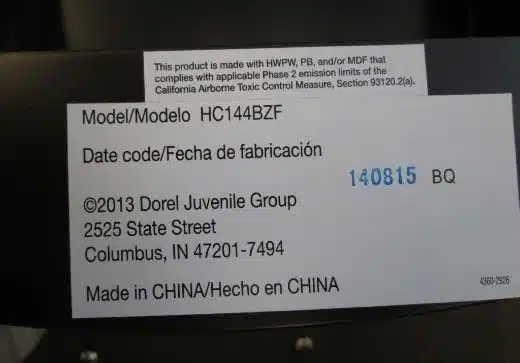 This product is made with HWPW, PB, and/or MDF that
complies with applicable Phase 2 emission limits of the
California Airborne Toxic Control Measure, Section 93120.2(a).
Model/Modelo HC144BZF
Date code/Fecha de fabricación
140815 BQ
©2013 Dorel Juvenile Group
2525 State Street
Columbus, IN 47201-7494
Made in CHINA/Hecho en CHINA
4360-2926